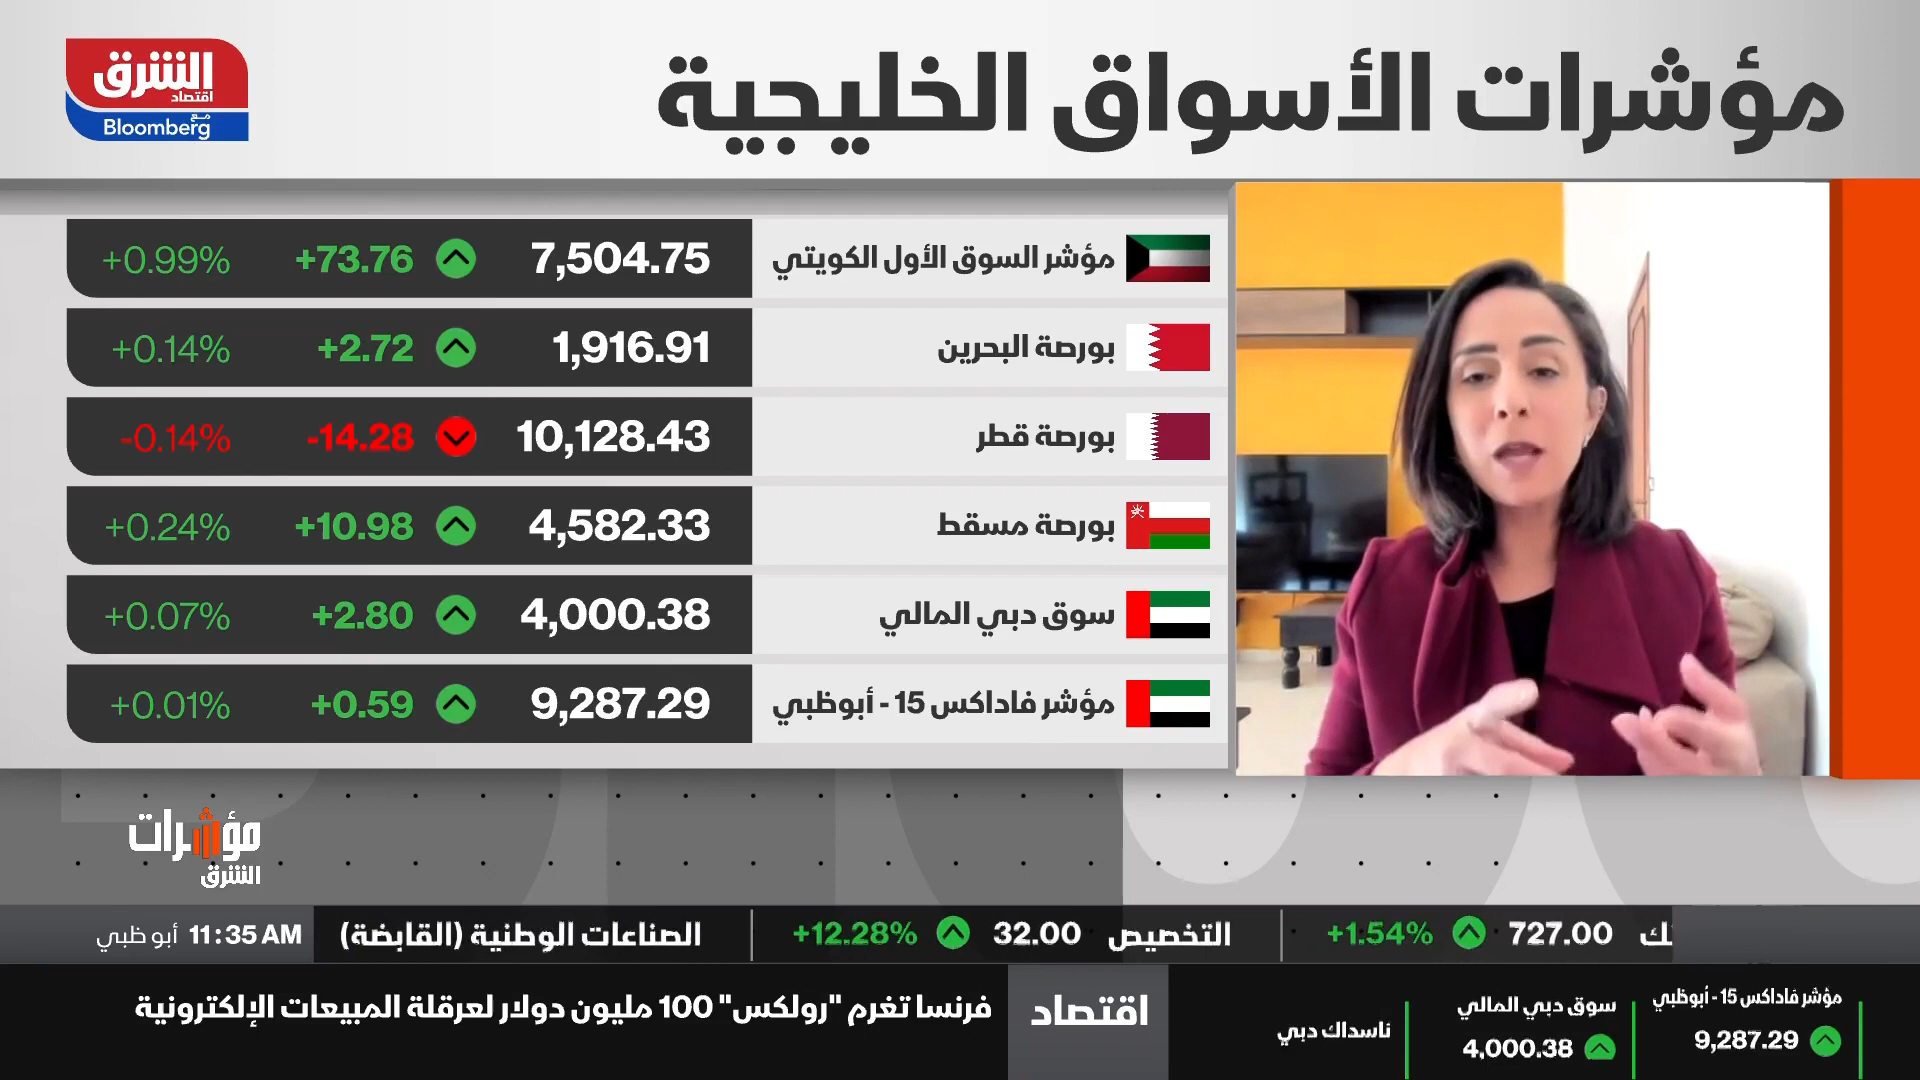 مؤشرات الأسواق الخليجية
الشرق
اقتصاد
مع
Bloomberg
مؤشر السوق الأول الكويتي 7,504.75 +73.76 +0.99%
بورصة البحرين 1,916.91 +2.72 +0.14%
بورصة قطر 10,128.43 -14.28 -0.14%
بورصة مسقط 4,582.33 +10.98 +0.24%
سوق دبي المالي 4,000.38 +2.80 +0.07%
مؤشر فاداكس 15 - أبوظبي 9,287.29 +0.59 +0.01%
مؤشرات
الشرق
727.00 +1.54% التخصيص 32.00 +12.28% الصناعات الوطنية (القابضة)
11:35 AM أبو ظبي
مؤشر فاداكس 15 - أبوظبي
9,287.29
سوق دبي المالي
4,000.38
ناسداك دبي
اقتصاد
فرنسا تغرم "رولكس" 100 مليون دولار لعرقلة المبيعات الإلكترونية